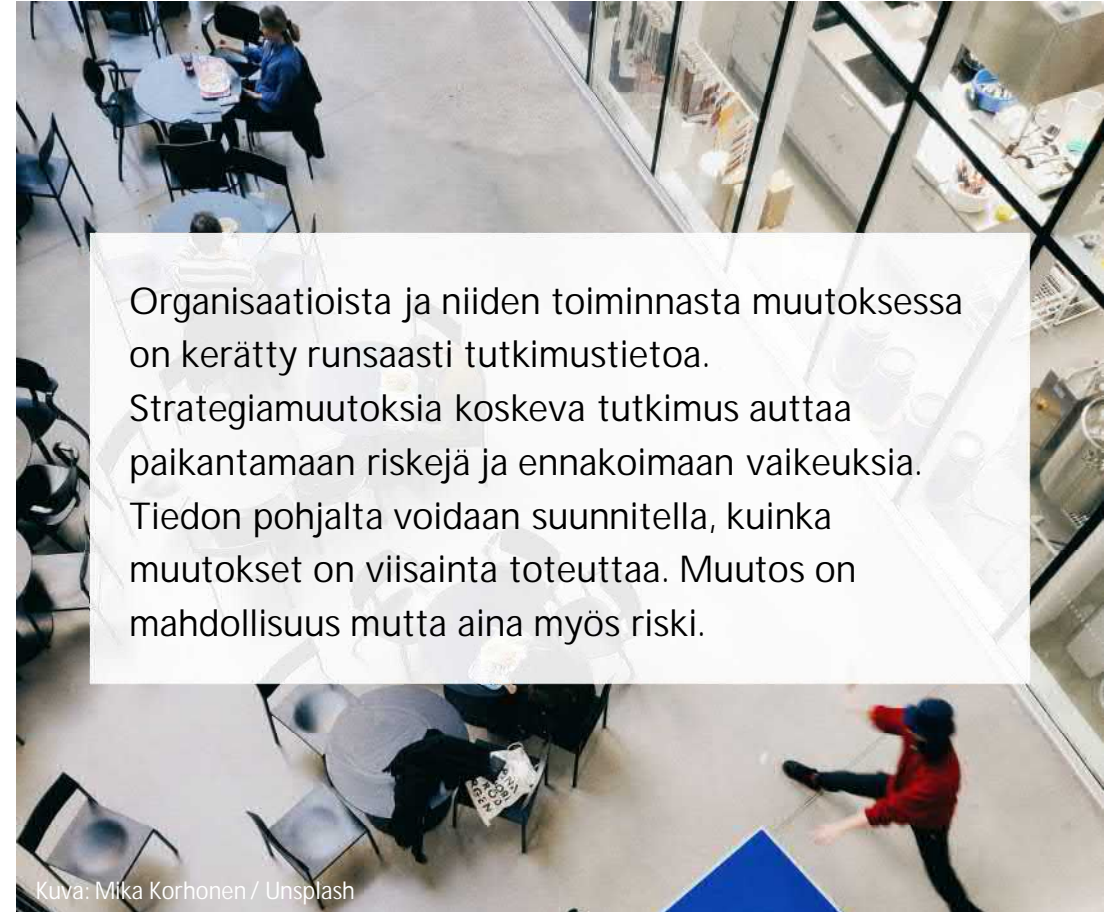 Organisaatioista ja niiden toiminnasta muutoksessa
on kerätty runsaasti tutkimustietoa.
Strategiamuutoksia koskeva tutkimus auttaa
paikantamaan riskejä ja ennakoimaan vaikeuksia.
Tiedon pohjalta voidaan suunnitella, kuinka
muutokset on viisainta toteuttaa. Muutos on
mahdollisuus mutta aina myös riski.
Kuva: Mika Korhonen / Unsplash